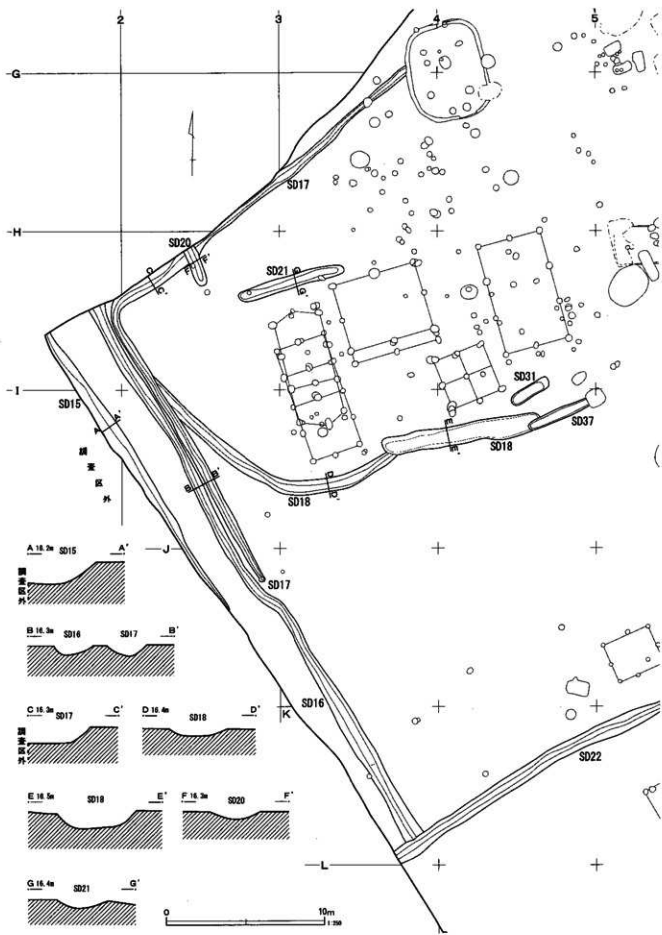 2
3
4
5
G
SD17
H
SD20
F
F'
C
C'
SD21
G
G'
I
SD15
A
A'
調査区外
SD31
SD37
SD18
E
E'
B
B'
SD18
D
D'
J
SD17
A 16.2m SD15 A'
調査区外
B 16.3m SD16 SD17 B'
C 16.3m SD17 C'
調査区外
D 16.4m SD18 D'
SD16
K
SD22
E 16.5m SD18 E'
F 16.3m SD20 F'
L
G 16.4m SD21 G'
0 10m
1:250